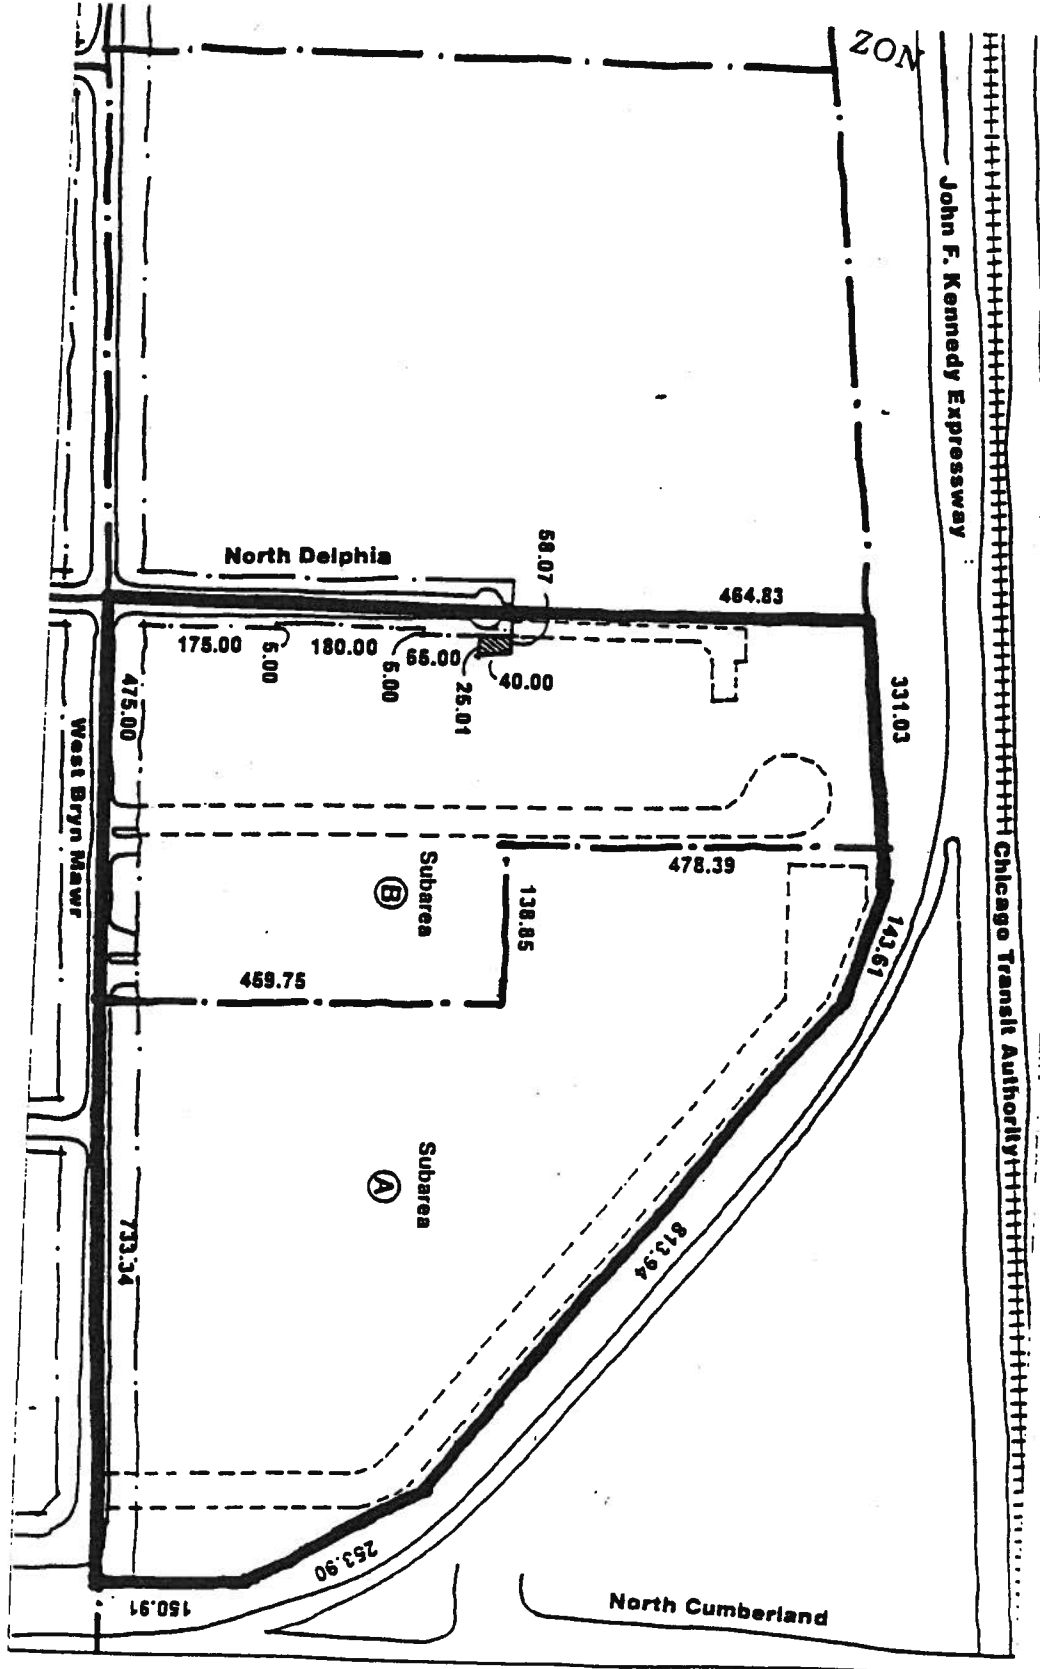 ZON
John F. Kennedy Expressway
Chicago Transit Authority
North Delphia
58.07
464.83
331.03
175.00
5.00
180.00
5.00
65.00
25.01
40.00
475.00
West Bryn Mawr
478.39
143.61
Subarea
B
138.85
459.75
Subarea
A
733.34
813.94
253.90
150.91
North Cumberland